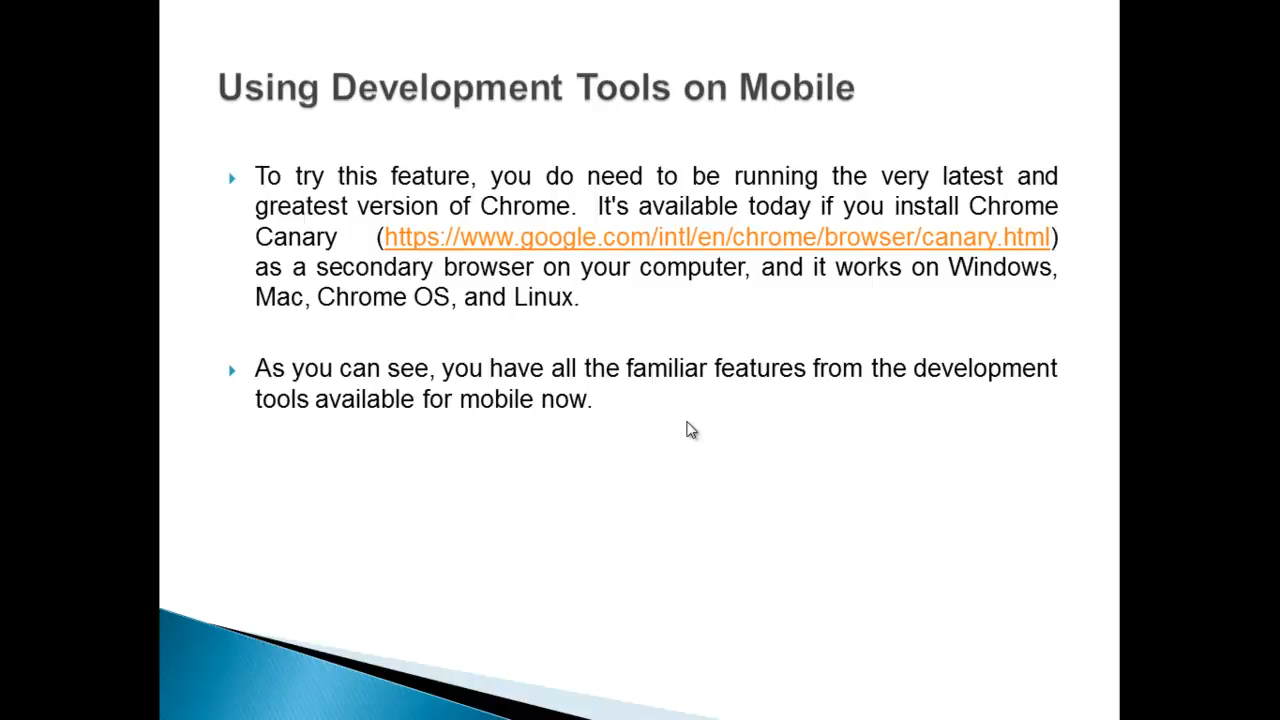 Using Development Tools on Mobile
To try this feature, you do need to be running the very latest and
greatest version of Chrome. It's available today if you install Chrome
Canary (https://www.google.com/intl/en/chrome/browser/canary.html)
as a secondary browser on your computer, and it works on Windows,
Mac, Chrome OS, and Linux.
As you can see, you have all the familiar features from the development
tools available for mobile now.